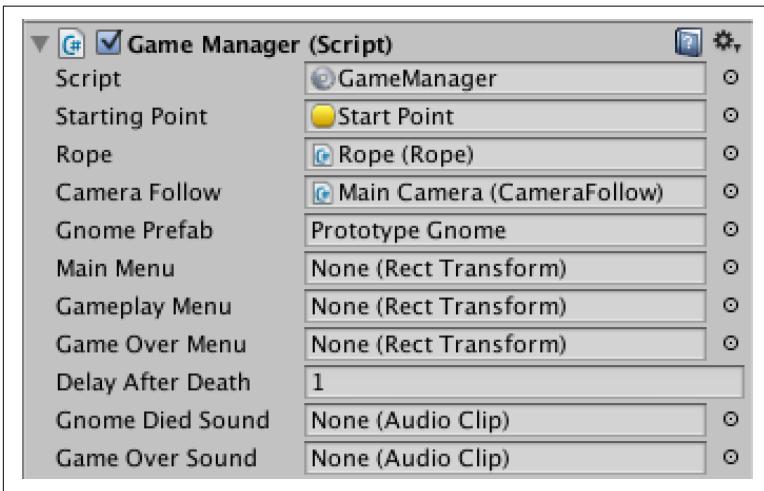 Game Manager (Script)
Script GameManager
Starting Point Start Point
Rope Rope (Rope)
Camera Follow Main Camera (CameraFollow)
Gnome Prefab Prototype Gnome
Main Menu None (Rect Transform)
Gameplay Menu None (Rect Transform)
Game Over Menu None (Rect Transform)
Delay After Death 1
Gnome Died Sound None (Audio Clip)
Game Over Sound None (Audio Clip)